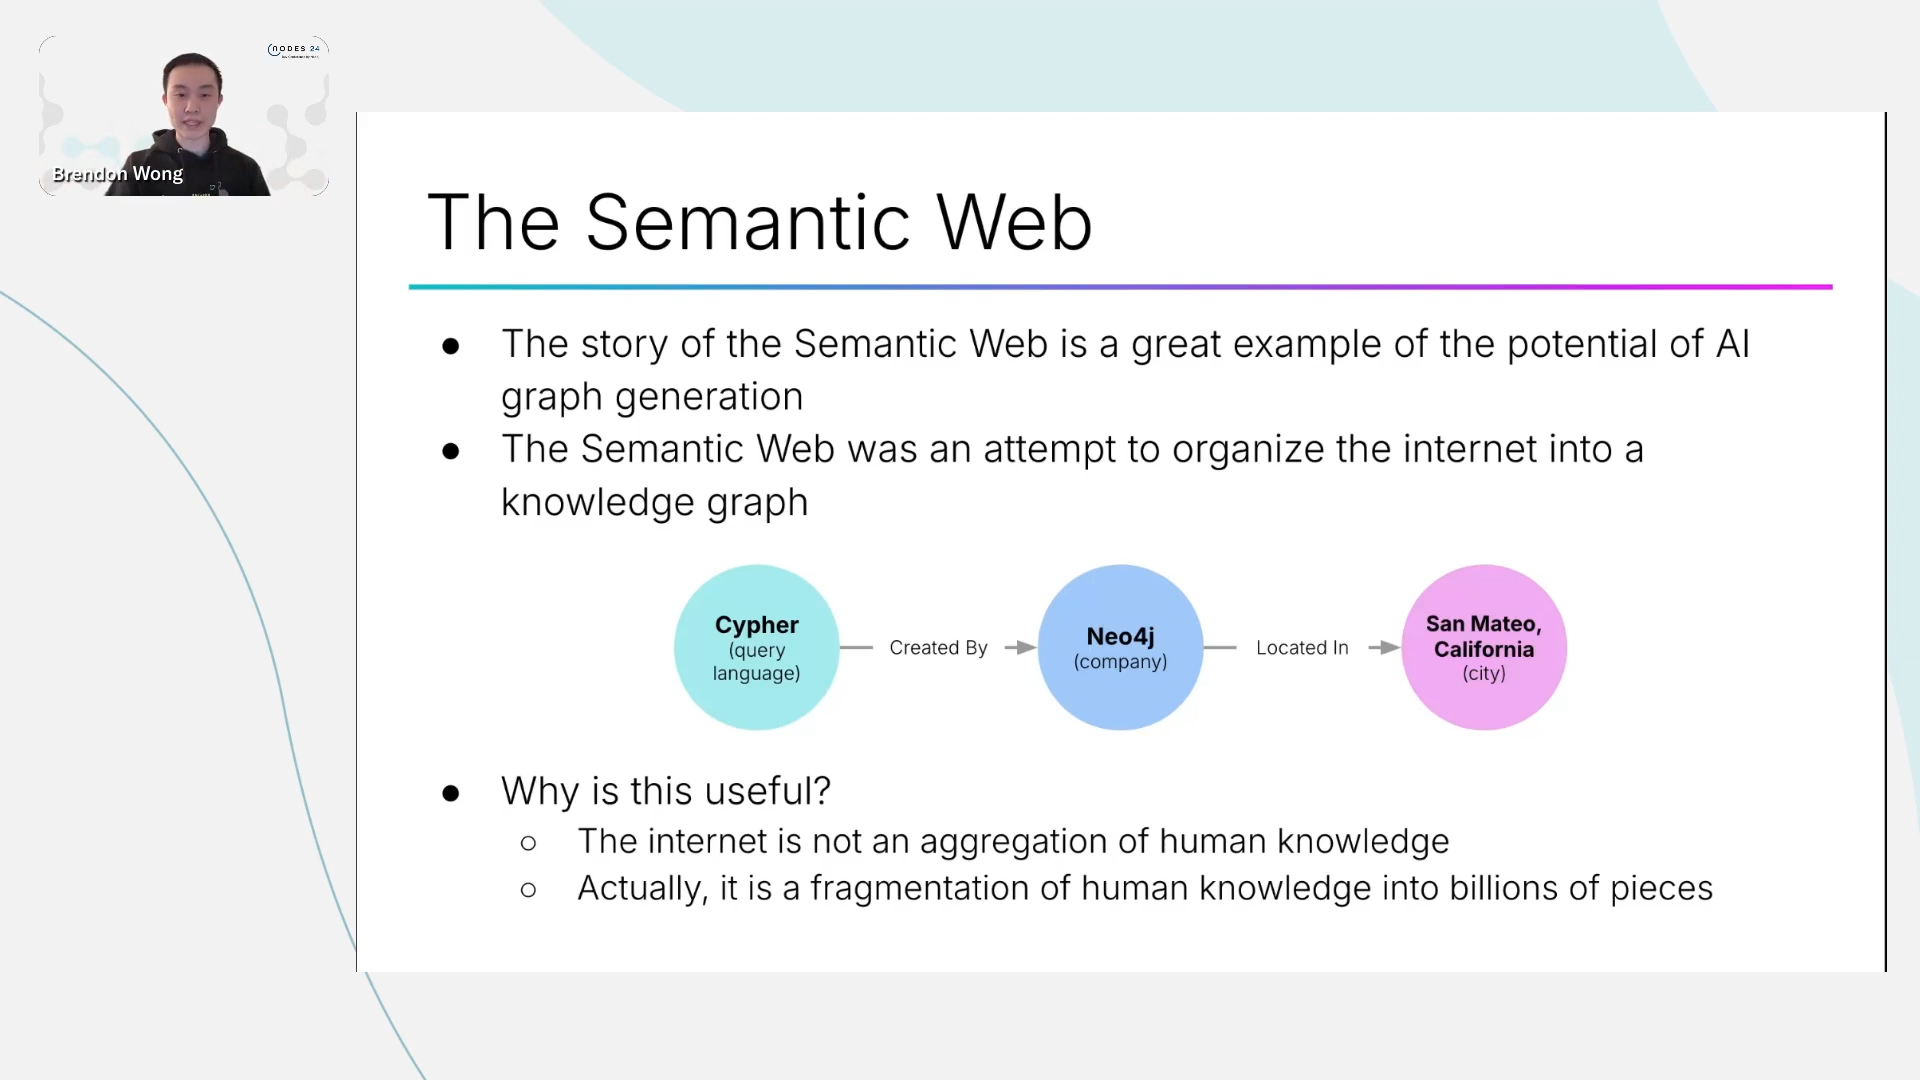 NODES 24
Brendon Wong
The Semantic Web
● The story of the Semantic Web is a great example of the potential of AI
graph generation
● The Semantic Web was an attempt to organize the internet into a
knowledge graph
Cypher
(query
language)
Created By
Neo4j
(company)
Located In
San Mateo,
California
(city)
● Why is this useful?
○ The internet is not an aggregation of human knowledge
○ Actually, it is a fragmentation of human knowledge into billions of pieces